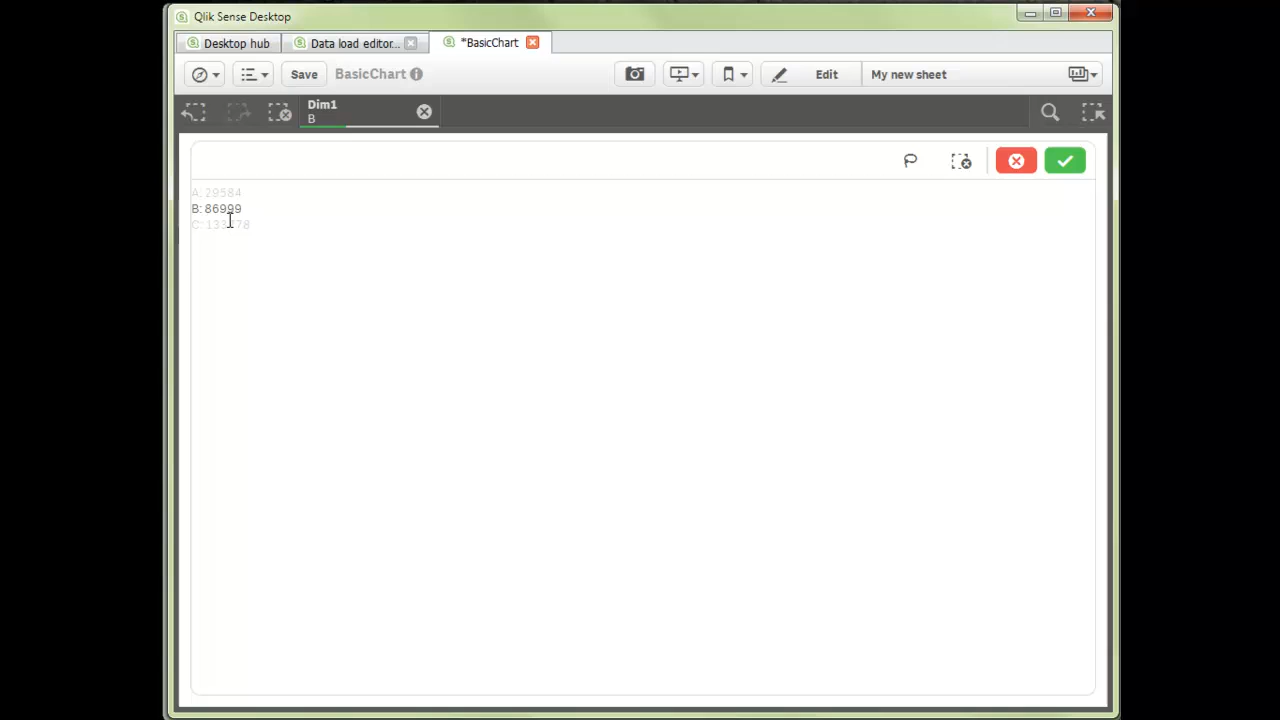 Qlik Sense Desktop
Desktop hub
Data load editor...
*BasicChart
Save
BasicChart
Edit
My new sheet
Dim1
B
A: 29584
B: 86999